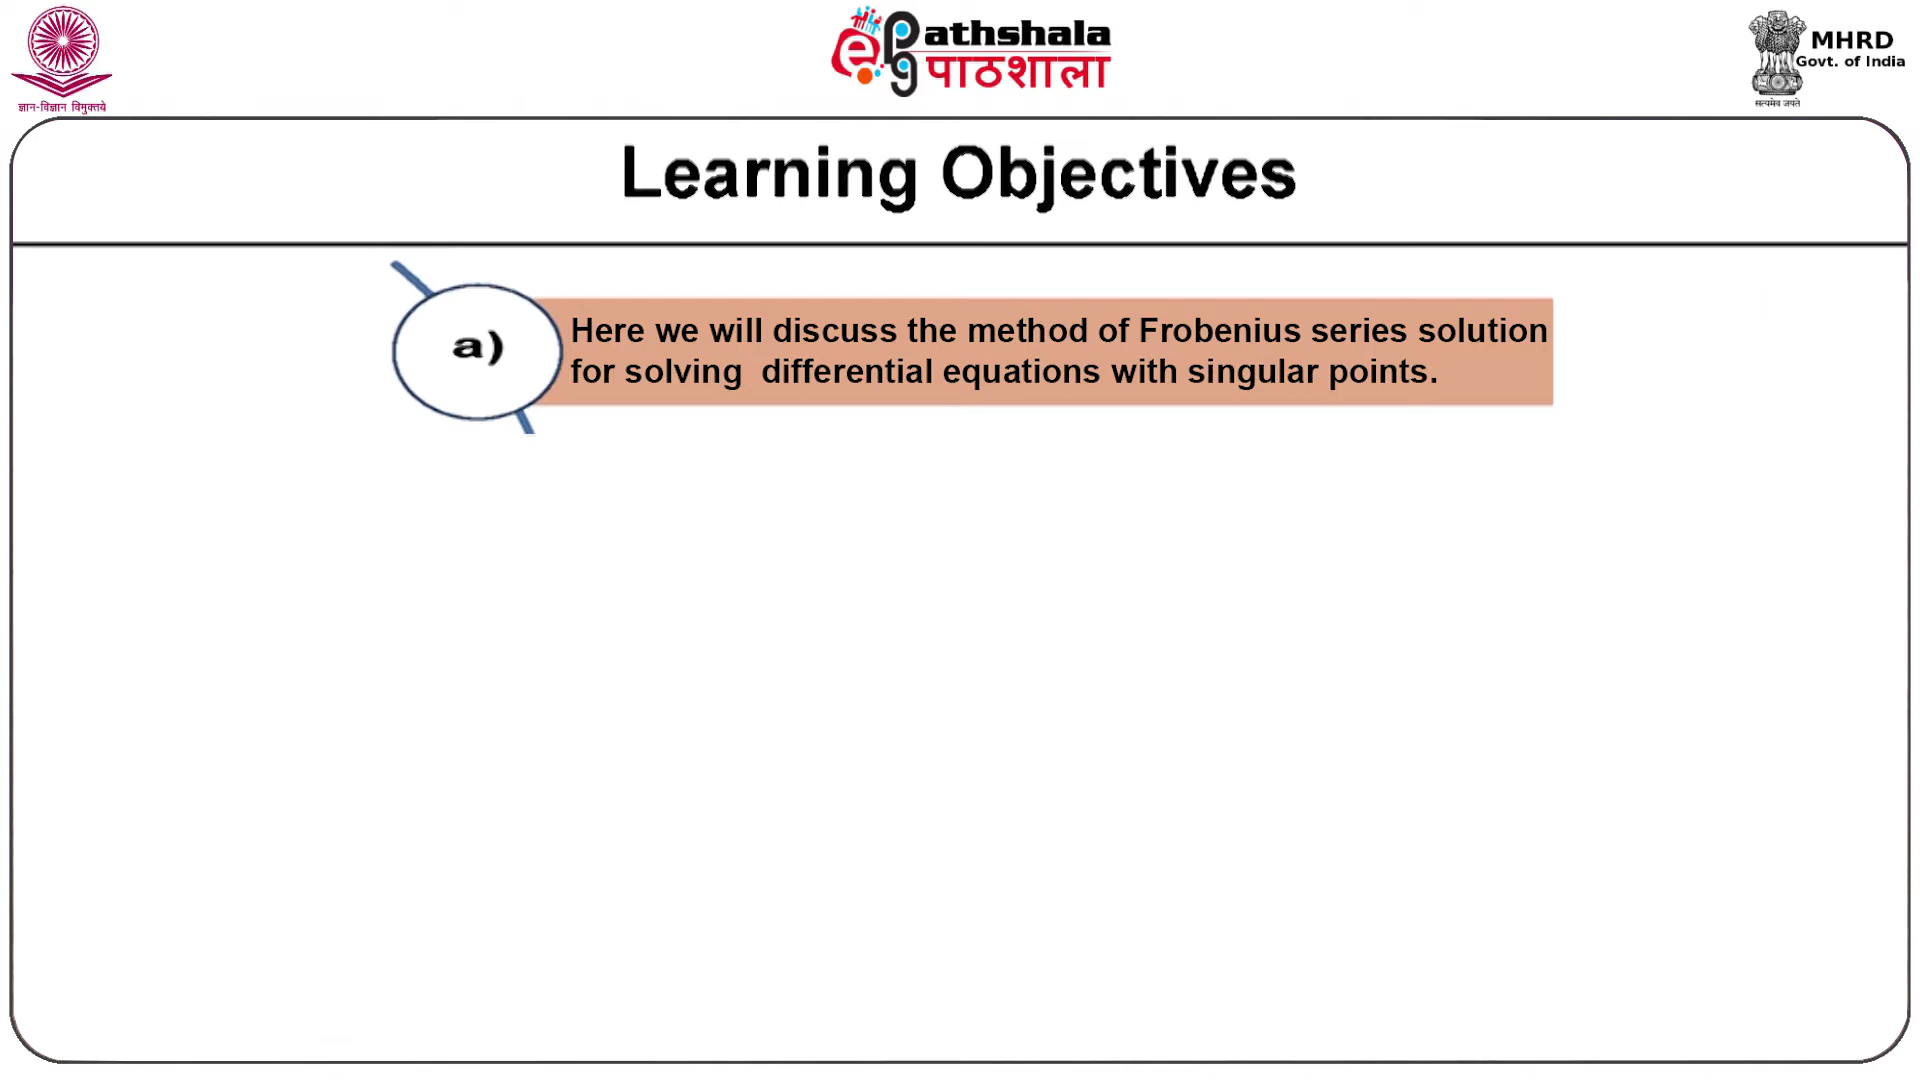 ज्ञान-विज्ञान विमुक्तये
e
pg
athshala
पाठशाला
MHRD
Govt. of India
सत्यमेव जयते
Learning Objectives
a)
Here we will discuss the method of Frobenius series solution
for solving differential equations with singular points.